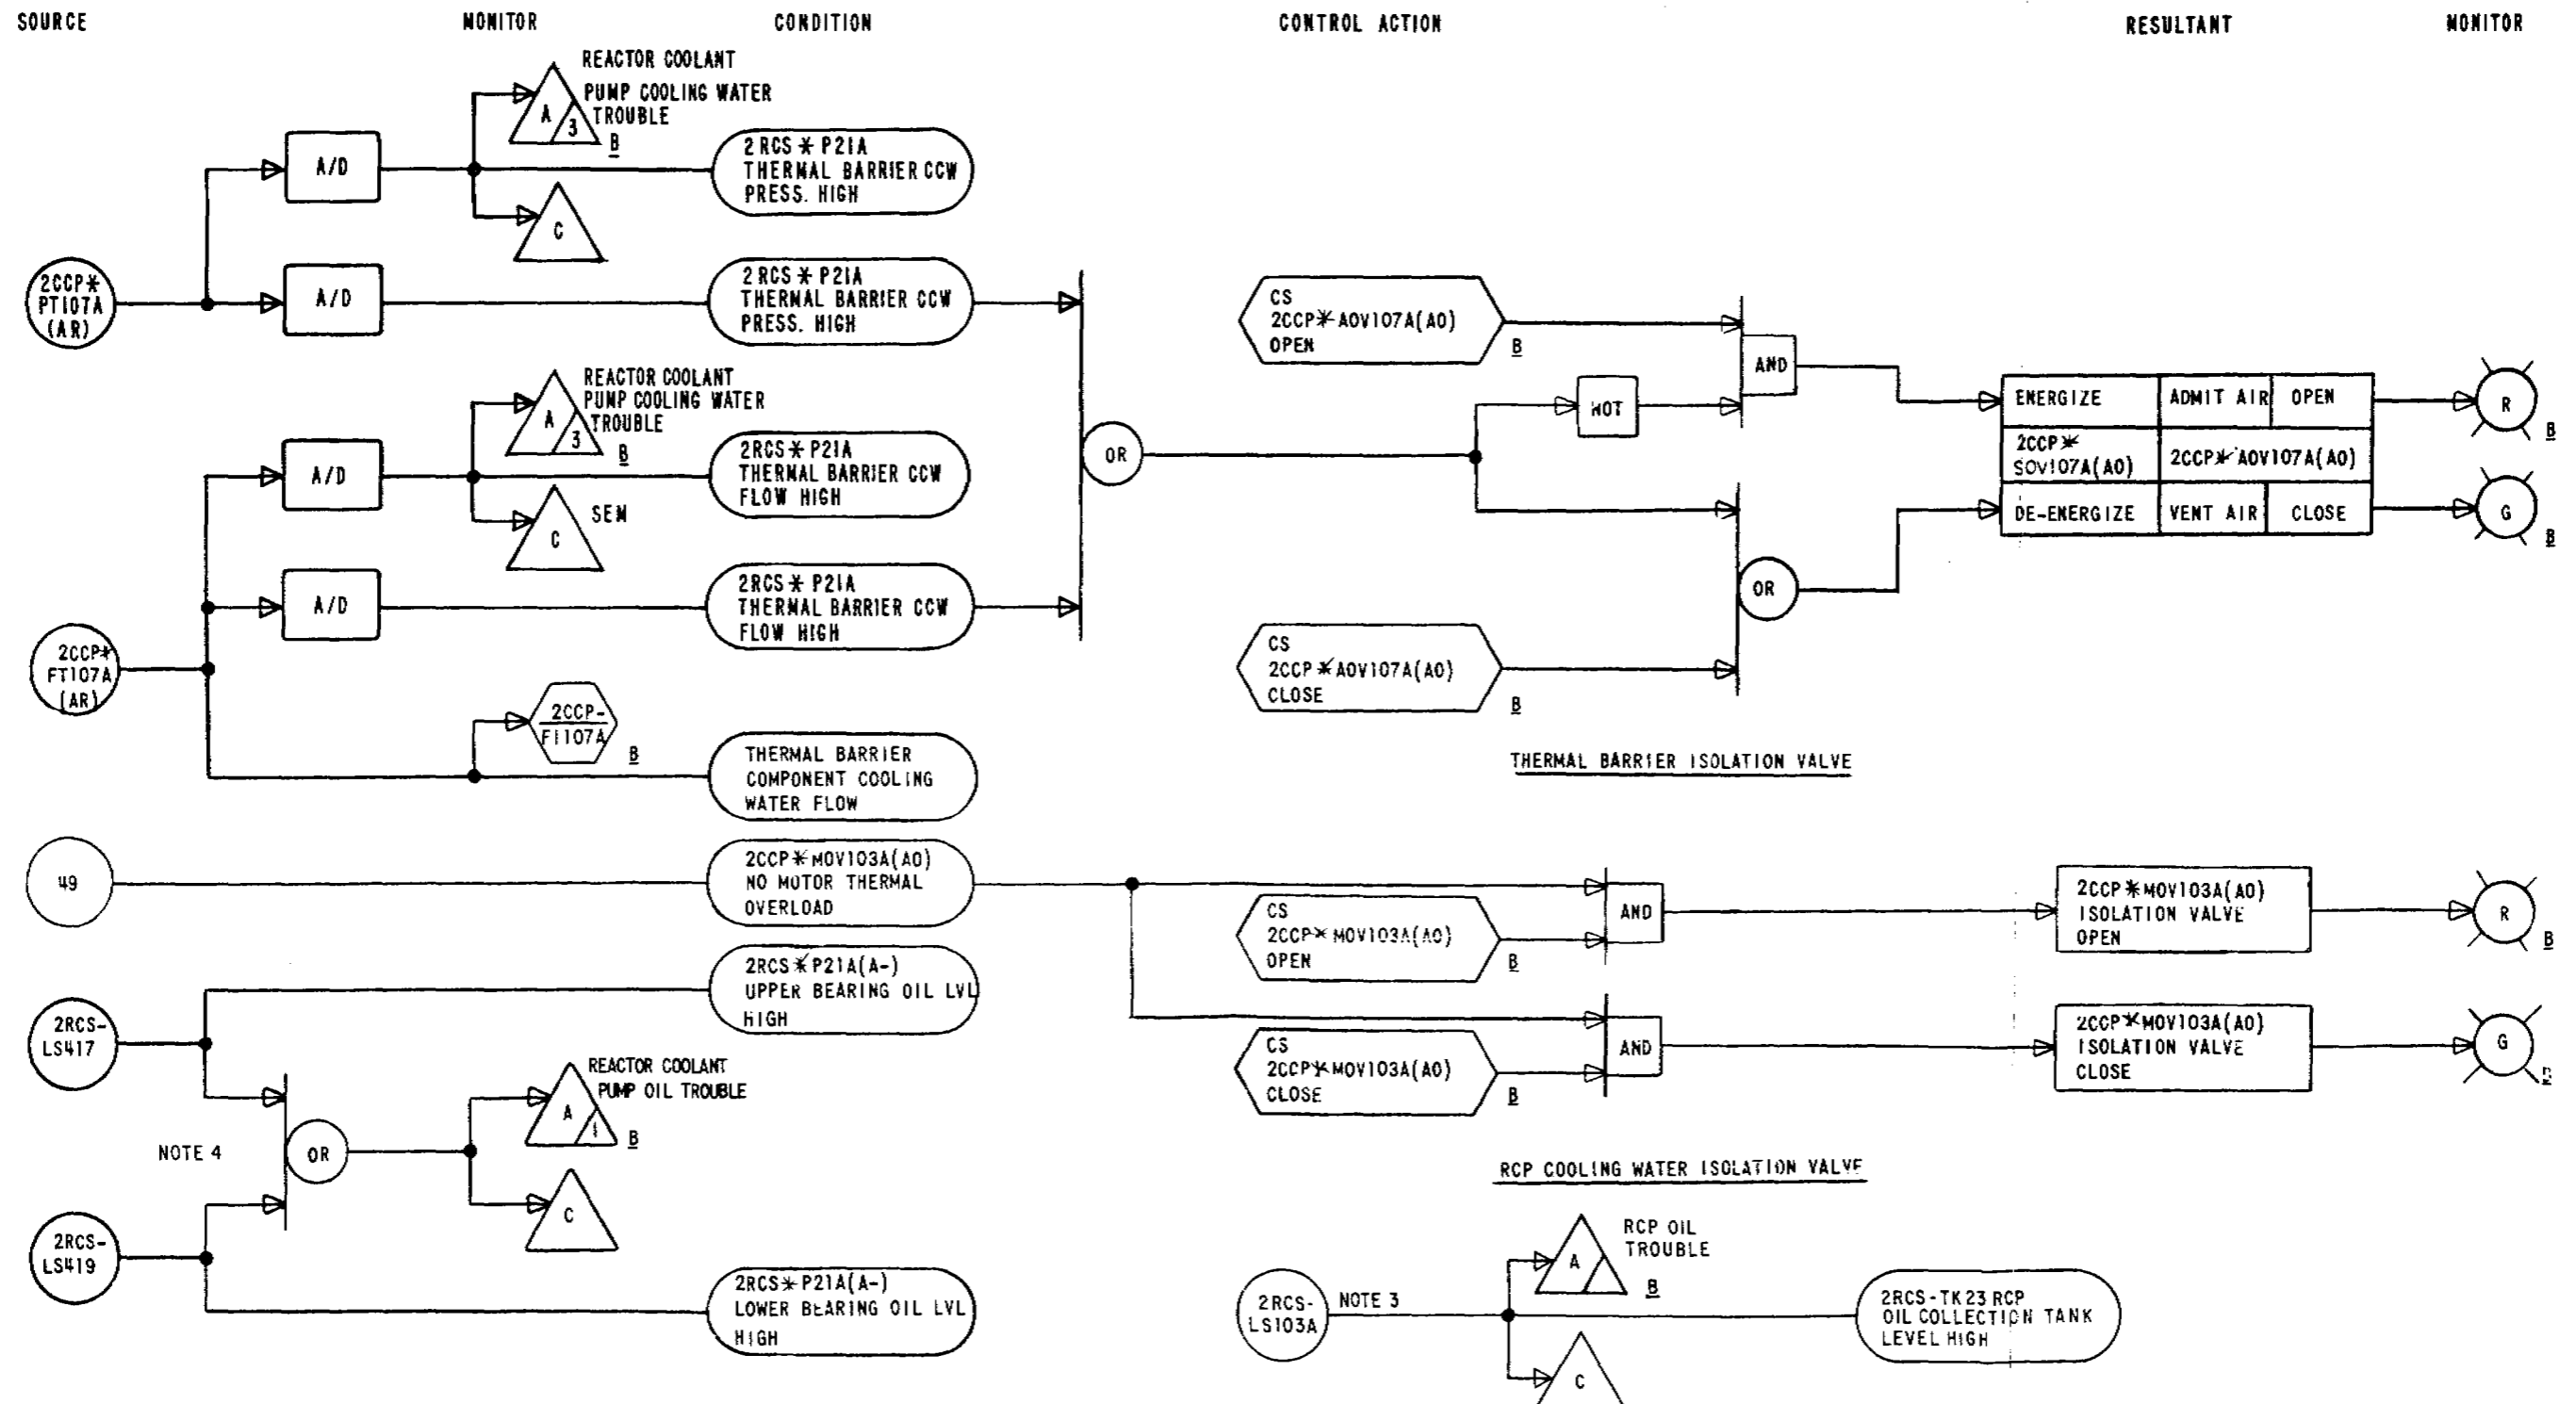 SOURCE
MONITOR
CONDITION
CONTROL ACTION
RESULTANT
MONITOR
REACTOR COOLANT
PUMP COOLING WATER
TROUBLE
A
3
B
A/D
2 RCS * P21A
THERMAL BARRIER CCW
PRESS. HIGH
C
2CCP*
PT107A
(AR)
A/D
2 RCS * P21A
THERMAL BARRIER CCW
PRESS. HIGH
REACTOR COOLANT
PUMP COOLING WATER
TROUBLE
A
3
B
A/D
2RCS * P21A
THERMAL BARRIER CCW
FLOW HIGH
C
SEM
A/D
2RCS * P21A
THERMAL BARRIER CCW
FLOW HIGH
2CCP*
FT107A
(AR)
2CCP-
FI107A
B
THERMAL BARRIER
COMPONENT COOLING
WATER FLOW
OR
CS
2CCP*AOV107A(AO)
OPEN
B
NOT
AND
CS
2CCP*AOV107A(AO)
CLOSE
B
OR
ENERGIZE
ADMIT AIR
OPEN
2CCP*
SOV107A(AO)
2CCP*AOV107A(AO)
DE-ENERGIZE
VENT AIR
CLOSE
R
B
G
B
THERMAL BARRIER ISOLATION VALVE
49
2CCP*MOV103A(AO)
NO MOTOR THERMAL
OVERLOAD
CS
2CCP*MOV103A(AO)
OPEN
B
AND
2CCP*MOV103A(AO)
ISOLATION VALVE
OPEN
R
B
CS
2CCP*MOV103A(AO)
CLOSE
B
AND
2CCP*MOV103A(AO)
ISOLATION VALVE
CLOSE
G
RCP COOLING WATER ISOLATION VALVE
2RCS-
LS417
2RCS*P21A(A-)
UPPER BEARING OIL LVL
HIGH
REACTOR COOLANT
PUMP OIL TROUBLE
A
1
B
NOTE 4
OR
C
2RCS-
LS419
2RCS*P21A(A-)
LOWER BEARING OIL LVL
HIGH
RCP OIL
TROUBLE
A
B
2RCS-
LS103A
NOTE 3
C
2RCS-TK23 RCP
OIL COLLECTION TANK
LEVEL HIGH